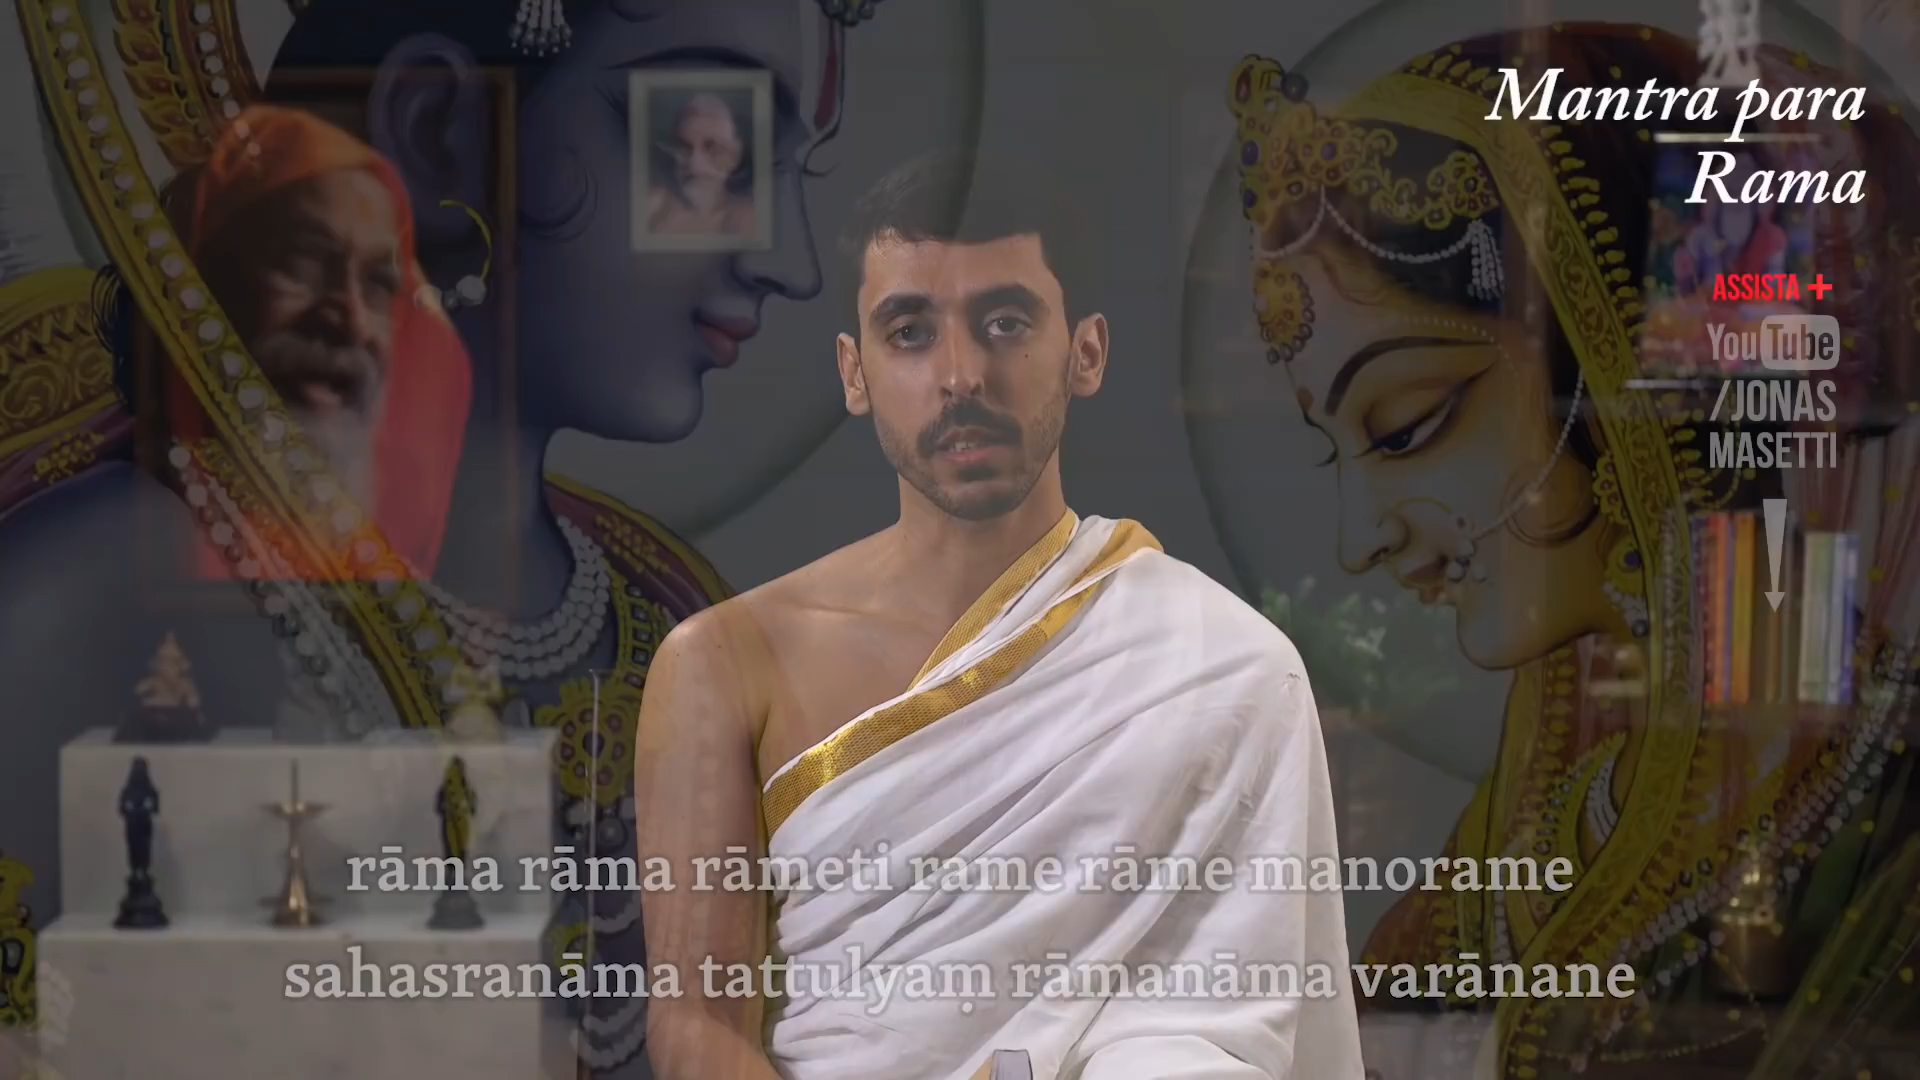 Mantra para
Rama
ASSISTA +
YouTube
/JONAS
MASETTI
rāma rāma rāmeti rame rāme manorame
sahasranāma tattulyaṃ rāmanāma varānane